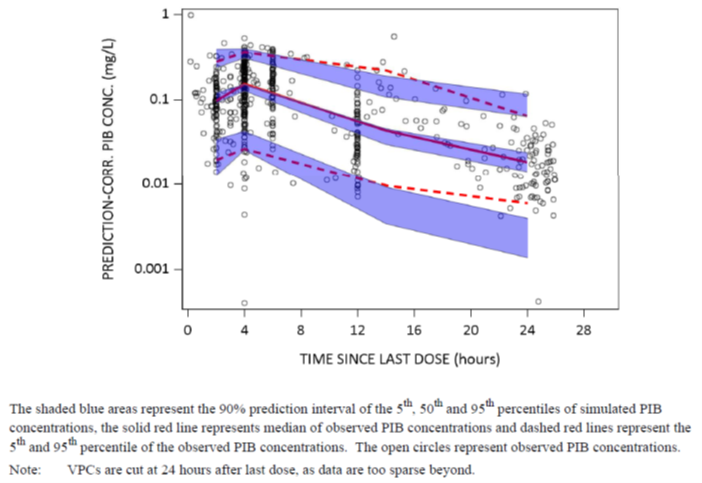 1
0.1
0.01
0.001
PREDICTION-CORR. PIB CONC. (mg/L)
0 4 8 12 16 20 24 28
TIME SINCE LAST DOSE (hours)
The shaded blue areas represent the 90% prediction interval of the 5th, 50th and 95th percentiles of simulated PIB
concentrations, the solid red line represents median of observed PIB concentrations and dashed red lines represent the
5th and 95th percentile of the observed PIB concentrations. The open circles represent observed PIB concentrations.
Note: VPCs are cut at 24 hours after last dose, as data are too sparse beyond.